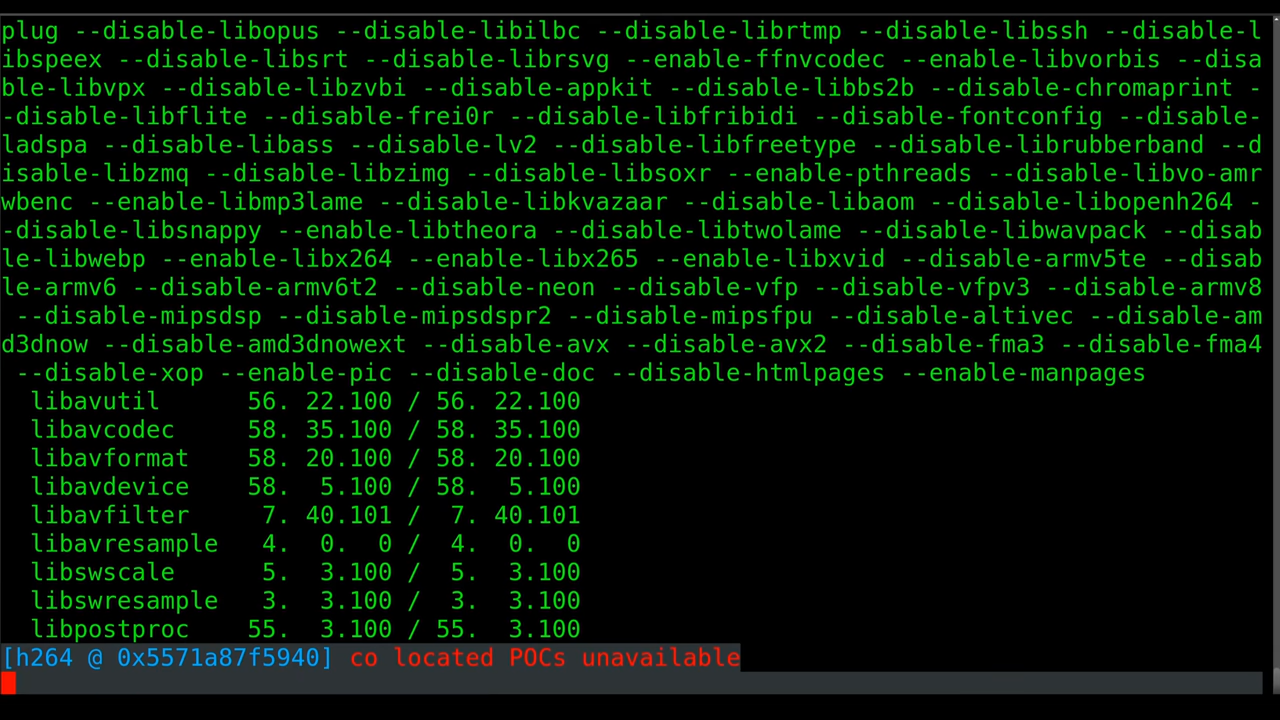 plug --disable-libopus --disable-libilbc --disable-librtmp --disable-libssh --disable-l
ibspeex --disable-libsrt --disable-librsvg --enable-ffnvcodec --enable-libvorbis --disa
ble-libvpx --disable-libzvbi --disable-appkit --disable-libbs2b --disable-chromaprint -
-disable-libflite --disable-frei0r --disable-libfribidi --disable-fontconfig --disable-
ladspa --disable-libass --disable-lv2 --disable-libfreetype --disable-librubberband --d
isable-libzmq --disable-libzimg --disable-libsoxr --enable-pthreads --disable-libvo-amr
wbenc --enable-libmp3lame --disable-libkvazaar --disable-libaom --disable-libopenh264 -
-disable-libsnappy --enable-libtheora --disable-libtwolame --disable-libwavpack --disab
le-libwebp --enable-libx264 --enable-libx265 --enable-libxvid --disable-armv5te --disab
le-armv6 --disable-armv6t2 --disable-neon --disable-vfp --disable-vfpv3 --disable-armv8
 --disable-mipsdsp --disable-mipsdspr2 --disable-mipsfpu --disable-altivec --disable-am
d3dnow --disable-amd3dnowext --disable-avx --disable-avx2 --disable-fma3 --disable-fma4
 --disable-xop --enable-pic --disable-doc --disable-htmlpages --enable-manpages
  libavutil      56. 22.100 / 56. 22.100
  libavcodec     58. 35.100 / 58. 35.100
  libavformat    58. 20.100 / 58. 20.100
  libavdevice    58.  5.100 / 58.  5.100
  libavfilter     7. 40.101 /  7. 40.101
  libavresample   4.  0.  0 /  4.  0.  0
  libswscale      5.  3.100 /  5.  3.100
  libswresample   3.  3.100 /  3.  3.100
  libpostproc    55.  3.100 / 55.  3.100
[h264 @ 0x5571a87f5940] co located POCs unavailable